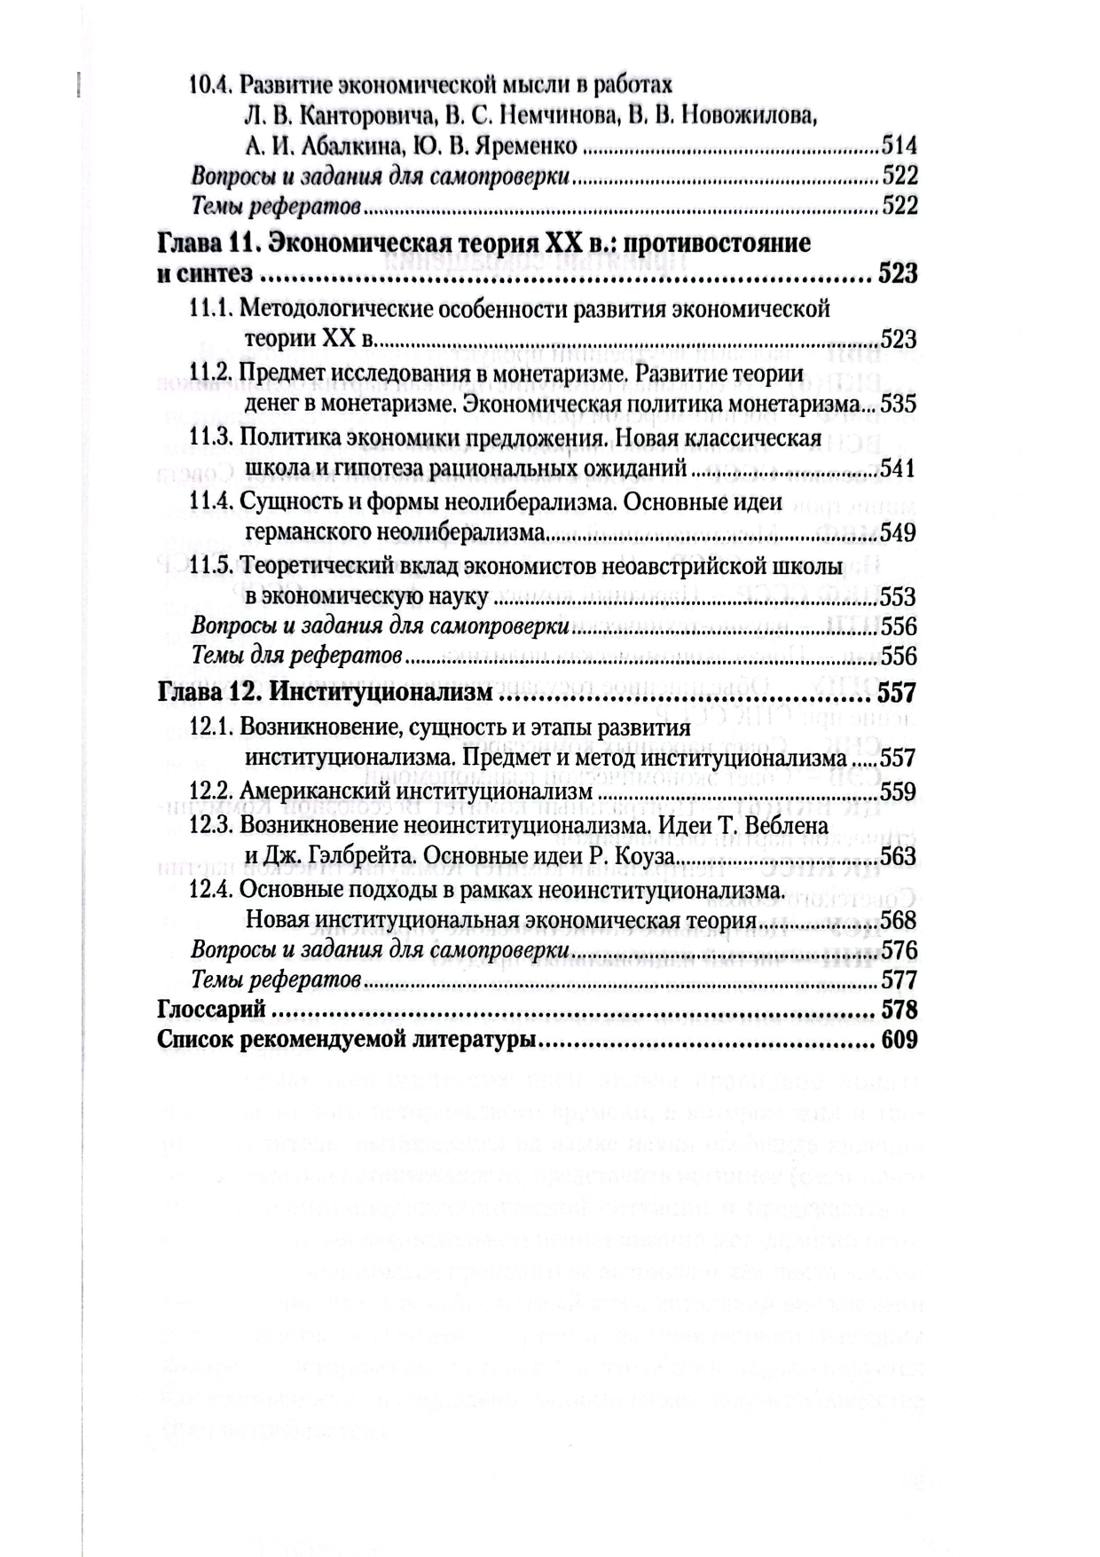 10.4. Развитие экономической мысли в работах
Л. В. Канторовича, В. С. Немчинова, В. В. Новожилова,
А. И. Абалкина, Ю. В. Яременко ............................................... 514
Вопросы и задания для самопроверки ............................................... 522
Темы рефератов ............................................... 522
Глава 11. Экономическая теория XX в.: противостояние
и синтез ............................................... 523
11.1. Методологические особенности развития экономической
теории XX в. ............................................... 523
11.2. Предмет исследования в монетаризме. Развитие теории
денег в монетаризме. Экономическая политика монетаризма... 535
11.3. Политика экономики предложения. Новая классическая
школа и гипотеза рациональных ожиданий ............................................... 541
11.4. Сущность и формы неолиберализма. Основные идеи
германского неолиберализма ............................................... 549
11.5. Теоретический вклад экономистов неоавстрийской школы
в экономическую науку ............................................... 553
Вопросы и задания для самопроверки ............................................... 556
Темы для рефератов ............................................... 556
Глава 12. Институционализм ............................................... 557
12.1. Возникновение, сущность и этапы развития
институционализма. Предмет и метод институционализма ..... 557
12.2. Американский институционализм ............................................... 559
12.3. Возникновение неоинституционализма. Идеи Т. Веблена
и Дж. Гэлбрейта. Основные идеи Р. Коуза ............................................... 563
12.4. Основные подходы в рамках неоинституционализма.
Новая институциональная экономическая теория ............................................... 568
Вопросы и задания для самопроверки ............................................... 576
Темы рефератов ............................................... 577
Глоссарий ............................................... 578
Список рекомендуемой литературы ............................................... 609